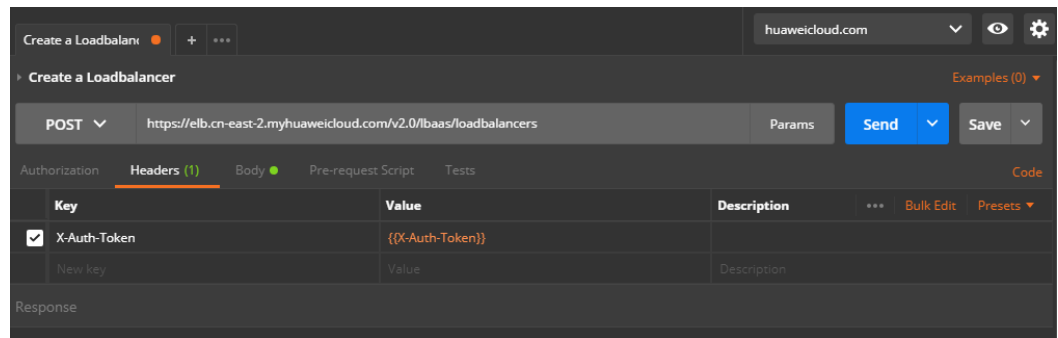 Create a Loadbalan + ••• huaweicloud.com
Create a Loadbalancer Examples (0)
POST https://elb.cn-east-2.myhuaweicloud.com/v2.0/lbaas/loadbalancers Params Send Save
Authorization Headers (1) Body Pre-request Script Tests Code
Key Value Description ••• Bulk Edit Presets
X-Auth-Token {{X-Auth-Token}}
New key Value Description
Response